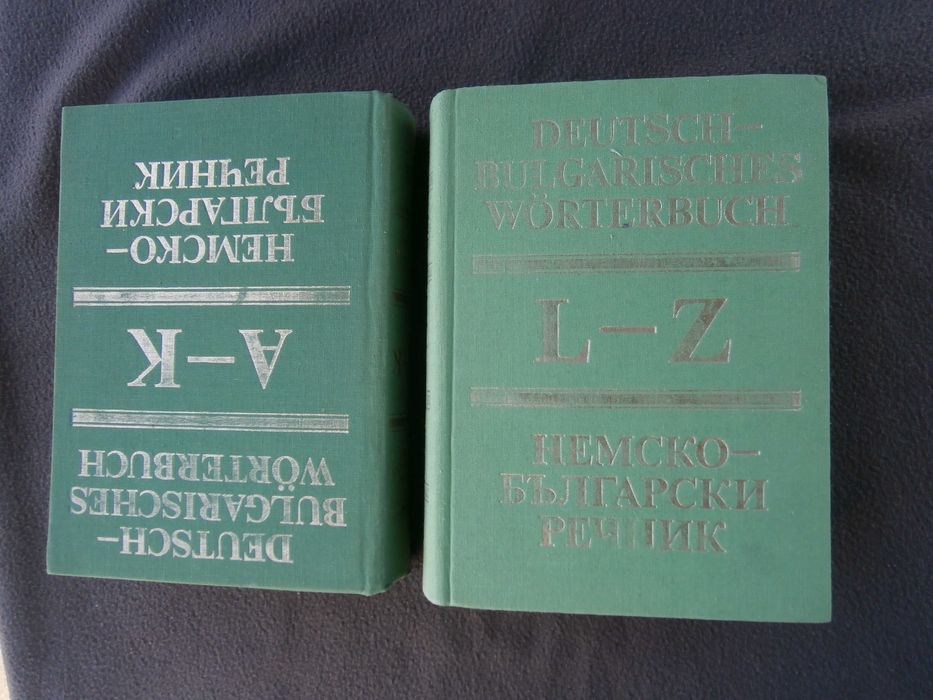 DEUTSCH–
BULGARISCHES
WÖRTERBUCH
A–K
НЕМСКО–
БЪЛГАРСКИ
РЕЧНИК
DEUTSCH–
BULGARISCHES
WÖRTERBUCH
L–Z
НЕМСКО–
БЪЛГАРСКИ
РЕЧНИК